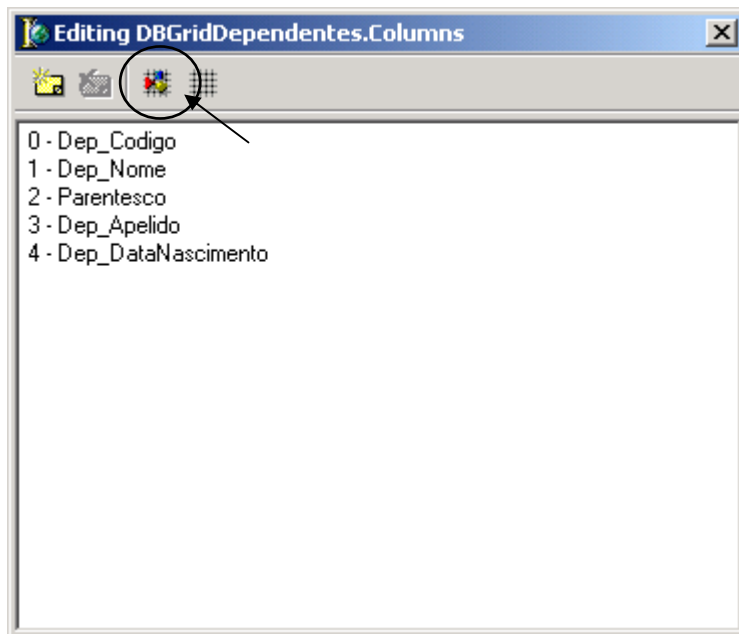 Editing DBGridDependentes.Columns
0 - Dep_Codigo
1 - Dep_Nome
2 - Parentesco
3 - Dep_Apelido
4 - Dep_DataNascimento